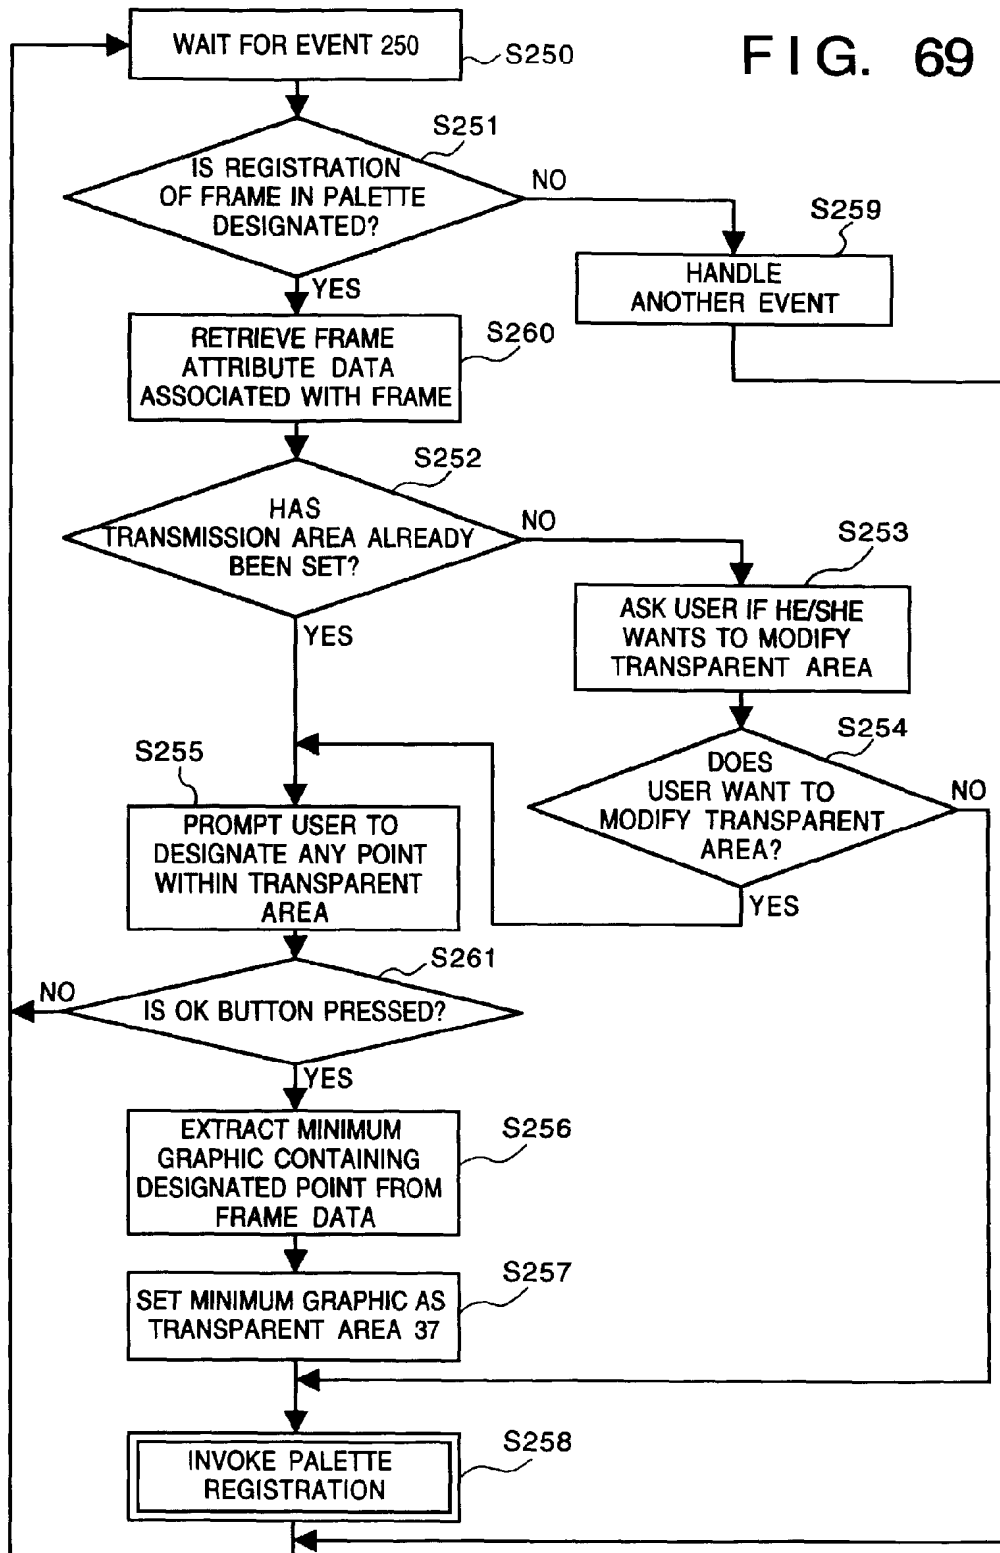 FIG. 69
WAIT FOR EVENT 250
S250
S251
IS REGISTRATION
OF FRAME IN PALETTE
DESIGNATED?
NO
YES
S259
HANDLE
ANOTHER EVENT
S260
RETRIEVE FRAME
ATTRIBUTE DATA
ASSOCIATED WITH FRAME
S252
HAS
TRANSMISSION AREA ALREADY
BEEN SET?
NO
YES
S253
ASK USER IF HE/SHE
WANTS TO MODIFY
TRANSPARENT AREA
S254
DOES
USER WANT TO
MODIFY TRANSPARENT
AREA?
NO
YES
S255
PROMPT USER TO
DESIGNATE ANY POINT
WITHIN TRANSPARENT
AREA
S261
IS OK BUTTON PRESSED?
NO
YES
S256
EXTRACT MINIMUM
GRAPHIC CONTAINING
DESIGNATED POINT FROM
FRAME DATA
S257
SET MINIMUM GRAPHIC AS
TRANSPARENT AREA 37
S258
INVOKE PALETTE
REGISTRATION